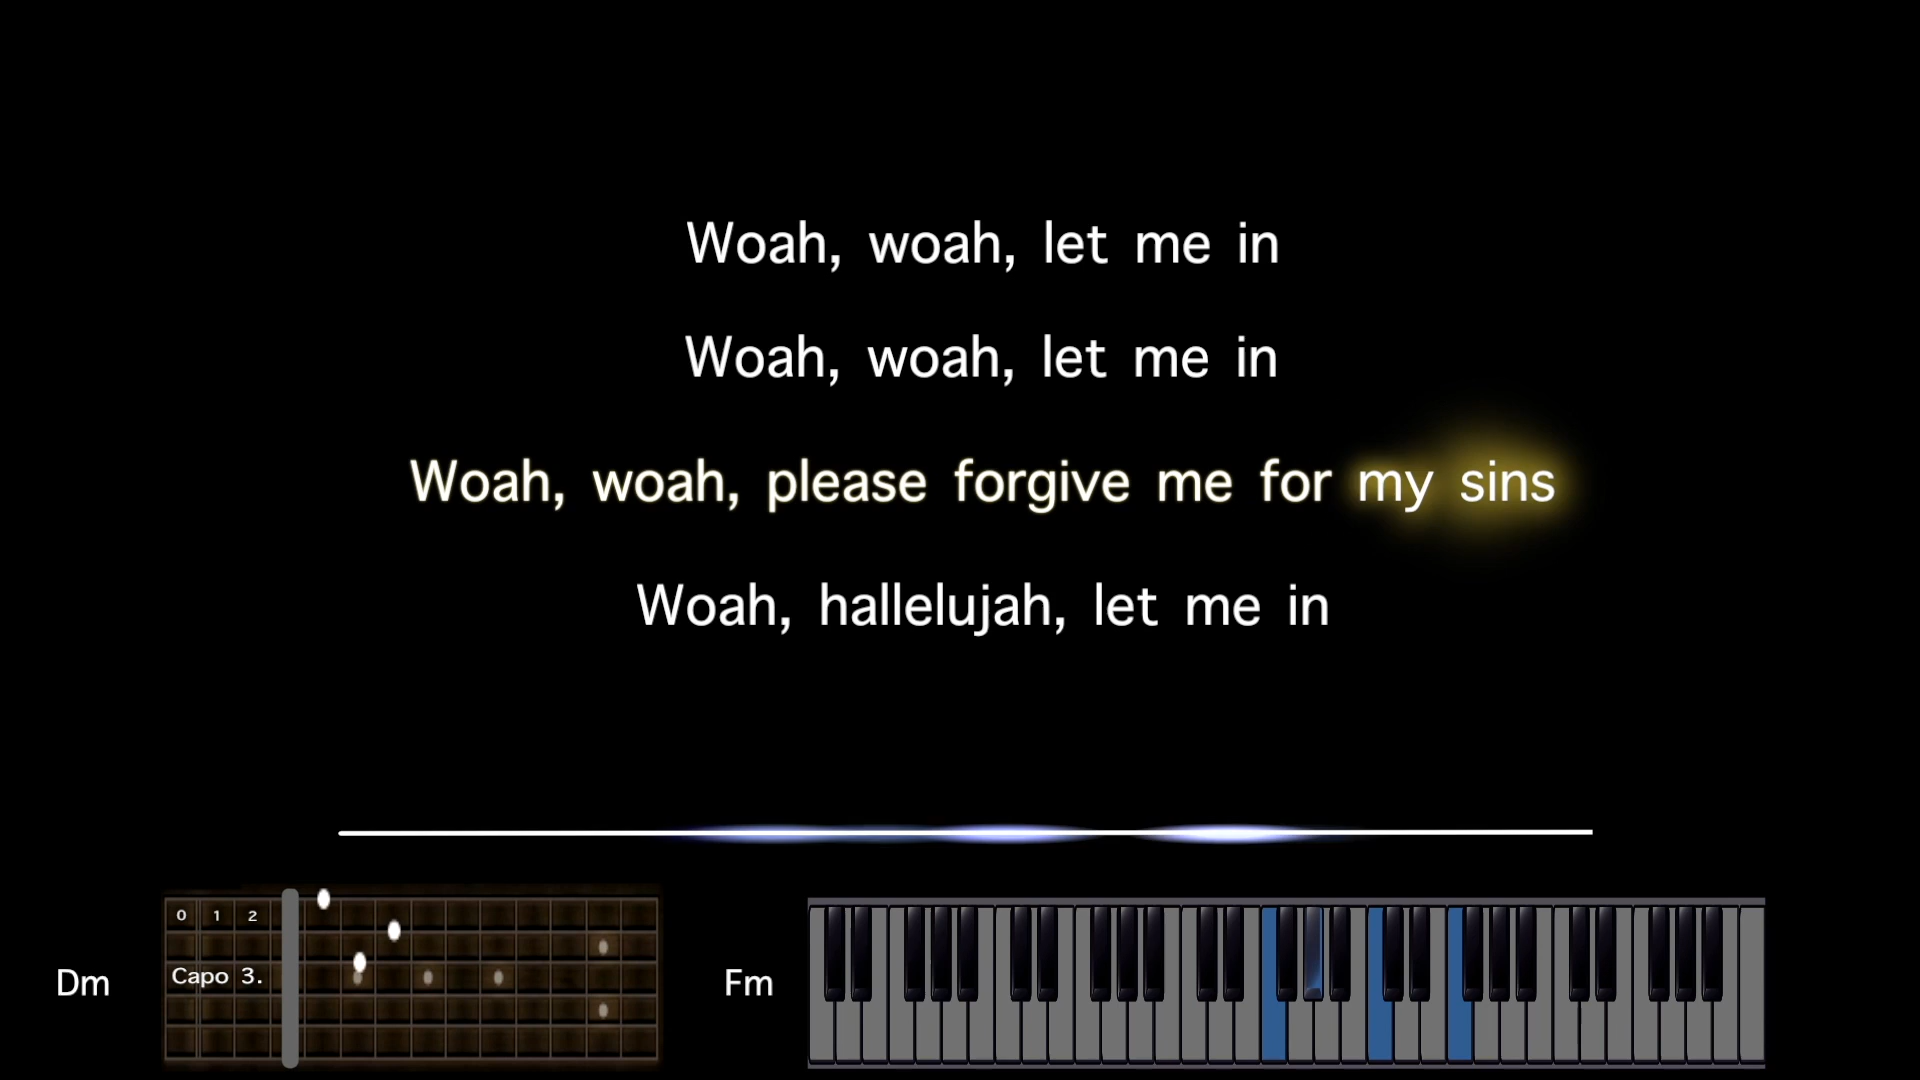 Woah, woah, let me in
Woah, woah, let me in
Woah, woah, please forgive me for my sins
Woah, hallelujah, let me in
0 1 2
Capo 3.
Dm
Fm